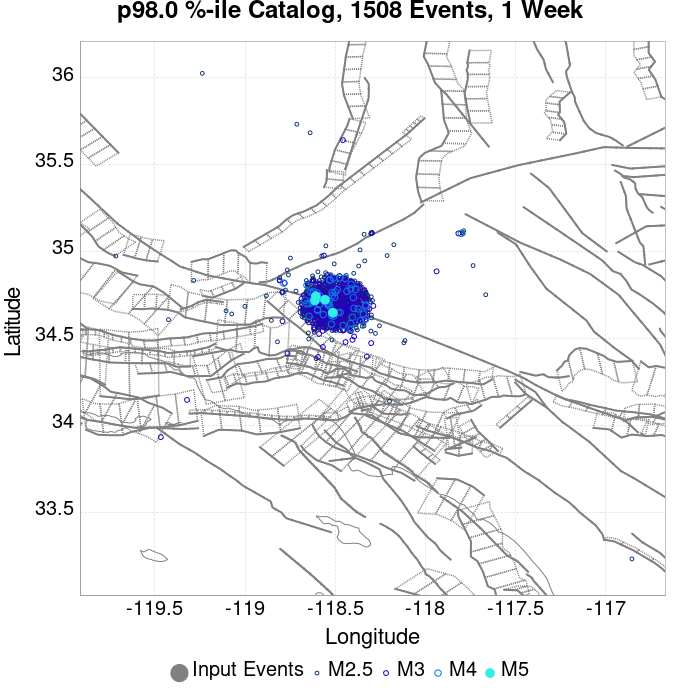 p98.0 %-ile Catalog, 1508 Events, 1 Week
36
35.5
35
34.5
34
33.5
Latitude
-119.5 -119 -118.5 -118 -117.5 -117
Longitude
Input Events M2.5 M3 M4 M5